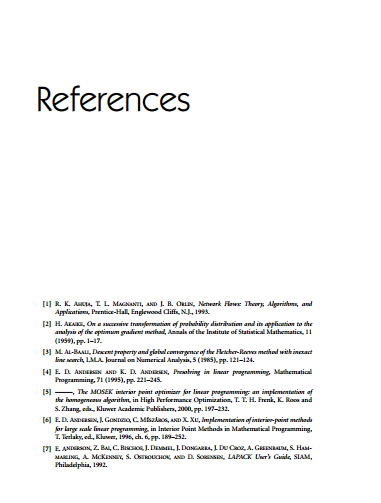 References
[1] R. K. AHUJA, T. L. MAGNANTI, AND J. B. ORLIN, Network Flows: Theory, Algorithms, and
Applications, Prentice-Hall, Englewood Cliffs, N.J., 1993.
[2] H. AKAIKE, On a successive transformation of probability distribution and its application to the
analysis of the optimum gradient method, Annals of the Institute of Statistical Mathematics, 11
(1959), pp. 1–17.
[3] M. AL-BAALI, Descent property and global convergence of the Fletcher-Reeves method with inexact
line search, I.M.A. Journal on Numerical Analysis, 5 (1985), pp. 121–124.
[4] E. D. ANDERSEN AND K. D. ANDERSEN, Presolving in linear programming, Mathematical
Programming, 71 (1995), pp. 221–245.
[5] ———, The MOSEK interior point optimizer for linear programming: an implementation of
the homogeneous algorithm, in High Performance Optimization, T. T. H. Frenk, K. Roos and
S. Zhang, eds., Kluwer Academic Publishers, 2000, pp. 197–232.
[6] E. D. ANDERSEN, J. GONDZIO, C. MÉSZÁROS, AND X. XU, Implementation of interior-point methods
for large scale linear programming, in Interior Point Methods in Mathematical Programming,
T. Terlaky, ed., Kluwer, 1996, ch. 6, pp. 189–252.
[7] E. ANDERSON, Z. BAI, C. BISCHOF, J. DEMMEL, J. DONGARRA, J. DU CROZ, A. GREENBAUM, S. HAM-
MARLING, A. MCKENNEY, S. OSTROUCHOV, AND D. SORENSEN, LAPACK User's Guide, SIAM,
Philadelphia, 1992.